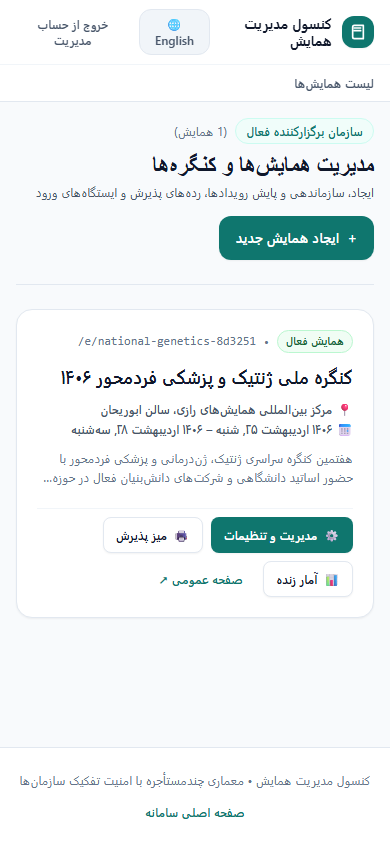 کنسول مدیریت همایش
English
خروج از حساب مدیریت
لیست همایش‌ها
سازمان برگزارکننده فعال
(1 همایش)
مدیریت همایش‌ها و کنگره‌ها
ایجاد، سازماندهی و پایش رویدادها، رده‌های پذیرش و ایستگاه‌های ورود
+ ایجاد همایش جدید
همایش فعال • /e/national-genetics-8d3251
کنگره ملی ژنتیک و پزشکی فردمحور ۱۴۰۶
مرکز بین‌المللی همایش‌های رازی، سالن ابوریحان
۱۴۰۶ اردیبهشت ۲۵, شنبه – ۱۴۰۶ اردیبهشت ۲۸, سه‌شنبه
هفتمین کنگره سراسری ژنتیک، ژن‌درمانی و پزشکی فردمحور با
حضور اساتید دانشگاهی و شرکت‌های دانش‌بنیان فعال در حوزه...
مدیریت و تنظیمات
میز پذیرش
آمار زنده
صفحه عمومی ↗
کنسول مدیریت همایش • معماری چندمستأجره با امنیت تفکیک سازمان‌ها
صفحه اصلی سامانه